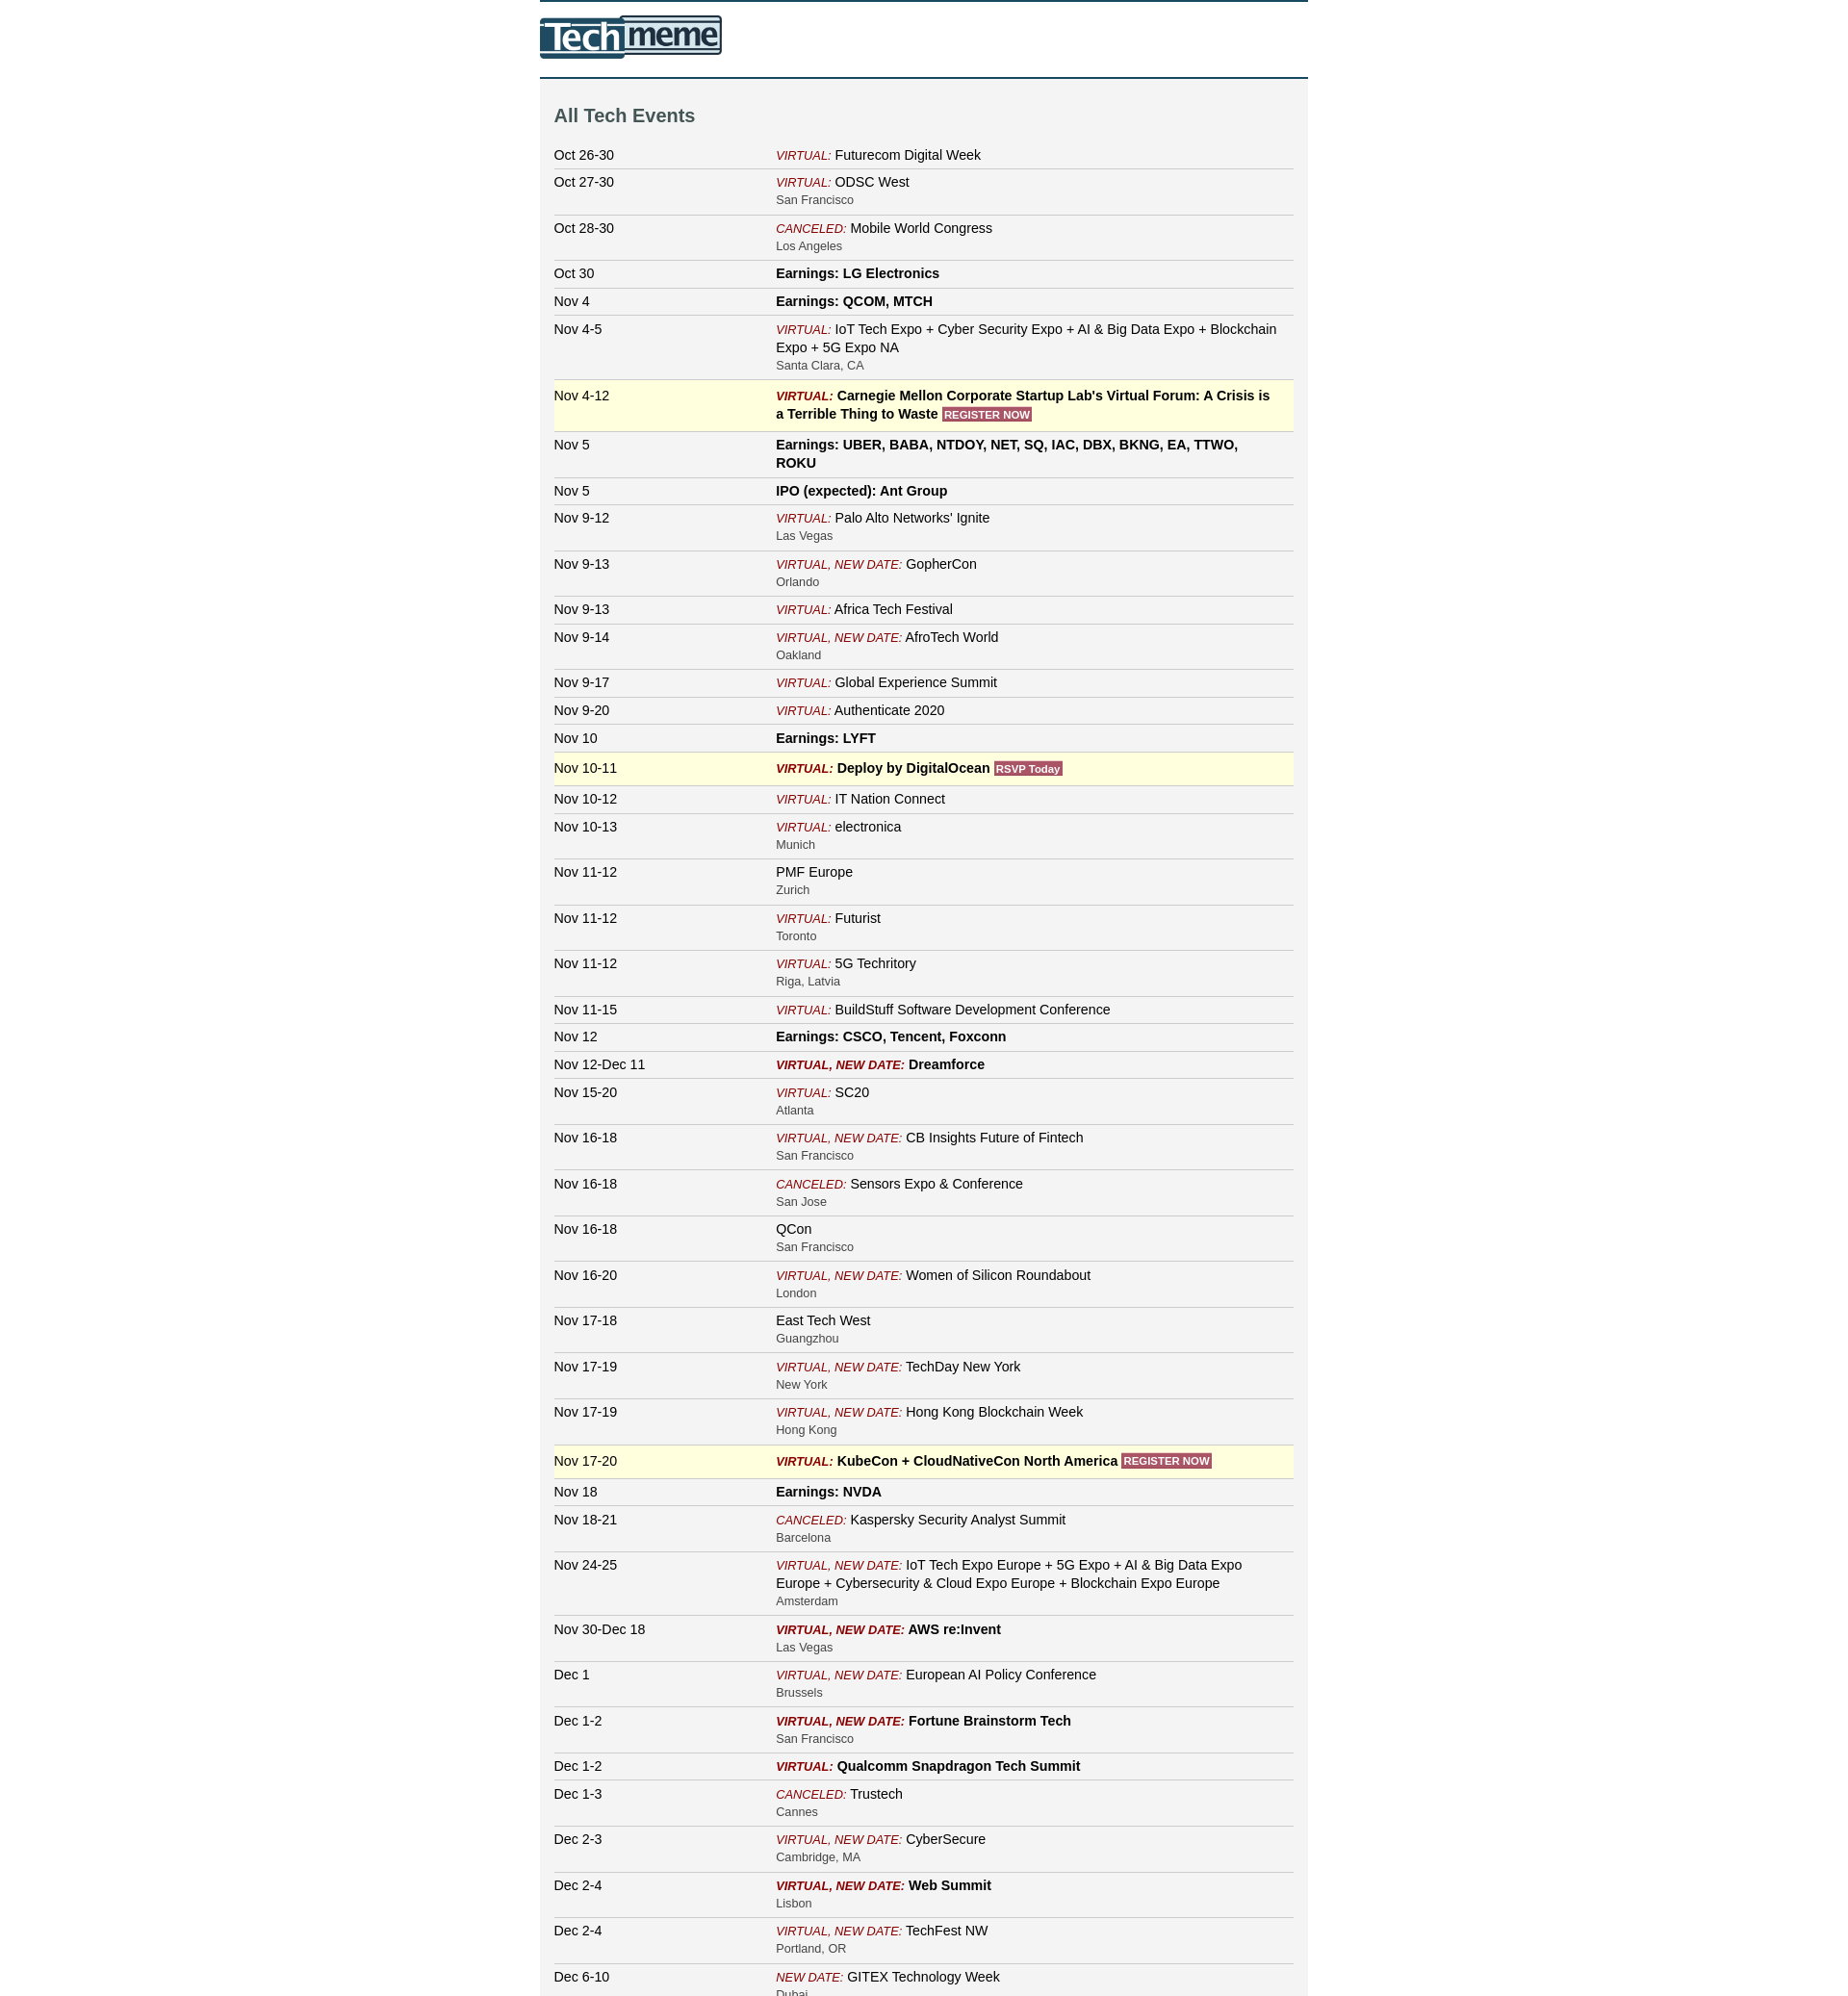 Techmeme
All Tech Events
Oct 26-30 VIRTUAL: Futurecom Digital Week
Oct 27-30 VIRTUAL: ODSC West
San Francisco
Oct 28-30 CANCELED: Mobile World Congress
Los Angeles
Oct 30 Earnings: LG Electronics
Nov 4 Earnings: QCOM, MTCH
Nov 4-5 VIRTUAL: IoT Tech Expo + Cyber Security Expo + AI & Big Data Expo + Blockchain
Expo + 5G Expo NA
Santa Clara, CA
Nov 4-12 VIRTUAL: Carnegie Mellon Corporate Startup Lab's Virtual Forum: A Crisis is
a Terrible Thing to Waste REGISTER NOW
Nov 5 Earnings: UBER, BABA, NTDOY, NET, SQ, IAC, DBX, BKNG, EA, TTWO,
ROKU
Nov 5 IPO (expected): Ant Group
Nov 9-12 VIRTUAL: Palo Alto Networks' Ignite
Las Vegas
Nov 9-13 VIRTUAL, NEW DATE: GopherCon
Orlando
Nov 9-13 VIRTUAL: Africa Tech Festival
Nov 9-14 VIRTUAL, NEW DATE: AfroTech World
Oakland
Nov 9-17 VIRTUAL: Global Experience Summit
Nov 9-20 VIRTUAL: Authenticate 2020
Nov 10 Earnings: LYFT
Nov 10-11 VIRTUAL: Deploy by DigitalOcean RSVP Today
Nov 10-12 VIRTUAL: IT Nation Connect
Nov 10-13 VIRTUAL: electronica
Munich
Nov 11-12 PMF Europe
Zurich
Nov 11-12 VIRTUAL: Futurist
Toronto
Nov 11-12 VIRTUAL: 5G Techritory
Riga, Latvia
Nov 11-15 VIRTUAL: BuildStuff Software Development Conference
Nov 12 Earnings: CSCO, Tencent, Foxconn
Nov 12-Dec 11 VIRTUAL, NEW DATE: Dreamforce
Nov 15-20 VIRTUAL: SC20
Atlanta
Nov 16-18 VIRTUAL, NEW DATE: CB Insights Future of Fintech
San Francisco
Nov 16-18 CANCELED: Sensors Expo & Conference
San Jose
Nov 16-18 QCon
San Francisco
Nov 16-20 VIRTUAL, NEW DATE: Women of Silicon Roundabout
London
Nov 17-18 East Tech West
Guangzhou
Nov 17-19 VIRTUAL, NEW DATE: TechDay New York
New York
Nov 17-19 VIRTUAL, NEW DATE: Hong Kong Blockchain Week
Hong Kong
Nov 17-20 VIRTUAL: KubeCon + CloudNativeCon North America REGISTER NOW
Nov 18 Earnings: NVDA
Nov 18-21 CANCELED: Kaspersky Security Analyst Summit
Barcelona
Nov 24-25 VIRTUAL, NEW DATE: IoT Tech Expo Europe + 5G Expo + AI & Big Data Expo
Europe + Cybersecurity & Cloud Expo Europe + Blockchain Expo Europe
Amsterdam
Nov 30-Dec 18 VIRTUAL, NEW DATE: AWS re:Invent
Las Vegas
Dec 1 VIRTUAL, NEW DATE: European AI Policy Conference
Brussels
Dec 1-2 VIRTUAL, NEW DATE: Fortune Brainstorm Tech
San Francisco
Dec 1-2 VIRTUAL: Qualcomm Snapdragon Tech Summit
Dec 1-3 CANCELED: Trustech
Cannes
Dec 2-3 VIRTUAL, NEW DATE: CyberSecure
Cambridge, MA
Dec 2-4 VIRTUAL, NEW DATE: Web Summit
Lisbon
Dec 2-4 VIRTUAL, NEW DATE: TechFest NW
Portland, OR
Dec 6-10 NEW DATE: GITEX Technology Week
Dubai